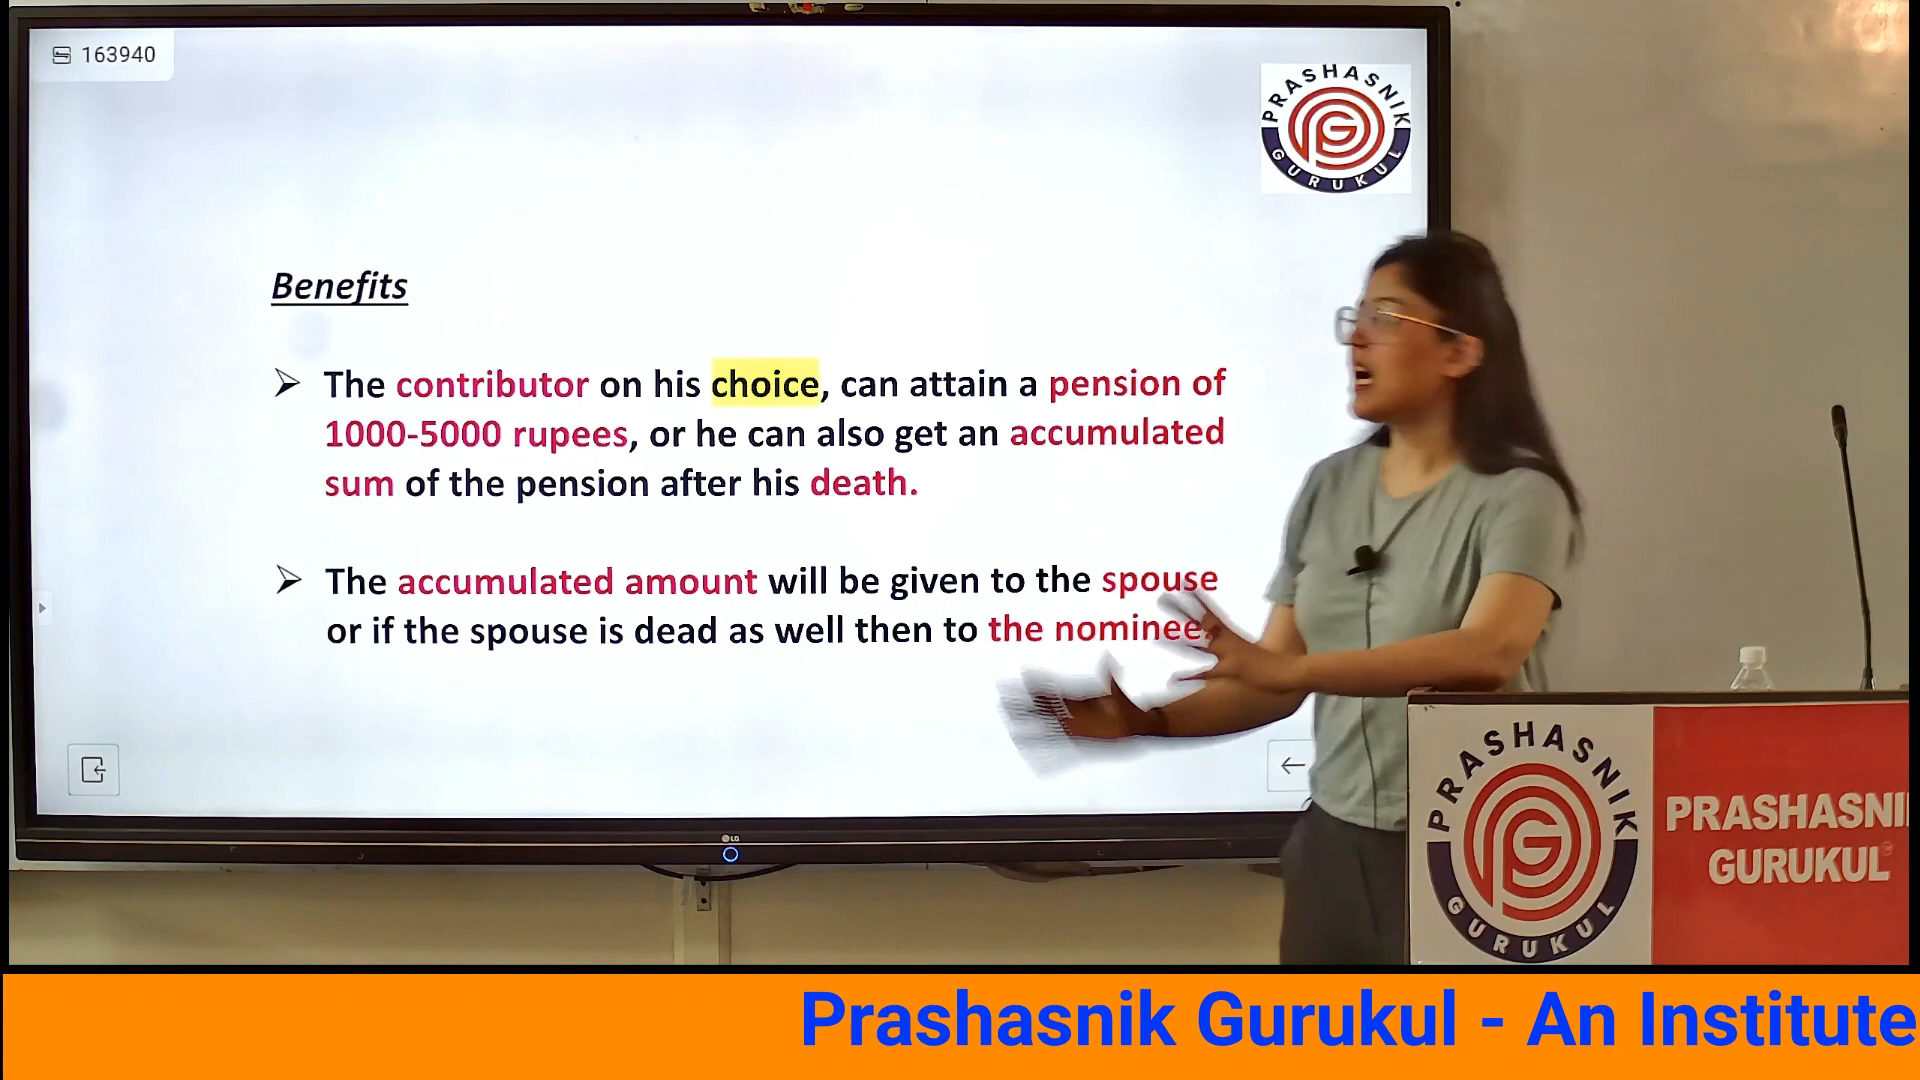 163940
PRASHASNIK
GURUKUL
Benefits
➢ The contributor on his choice, can attain a pension of
1000-5000 rupees, or he can also get an accumulated
sum of the pension after his death.
➢ The accumulated amount will be given to the spouse
or if the spouse is dead as well then to the nominee.
LG
PRASHASNIK
GURUKUL
PRASHASNI
GURUKUL
Prashasnik Gurukul - An Institute